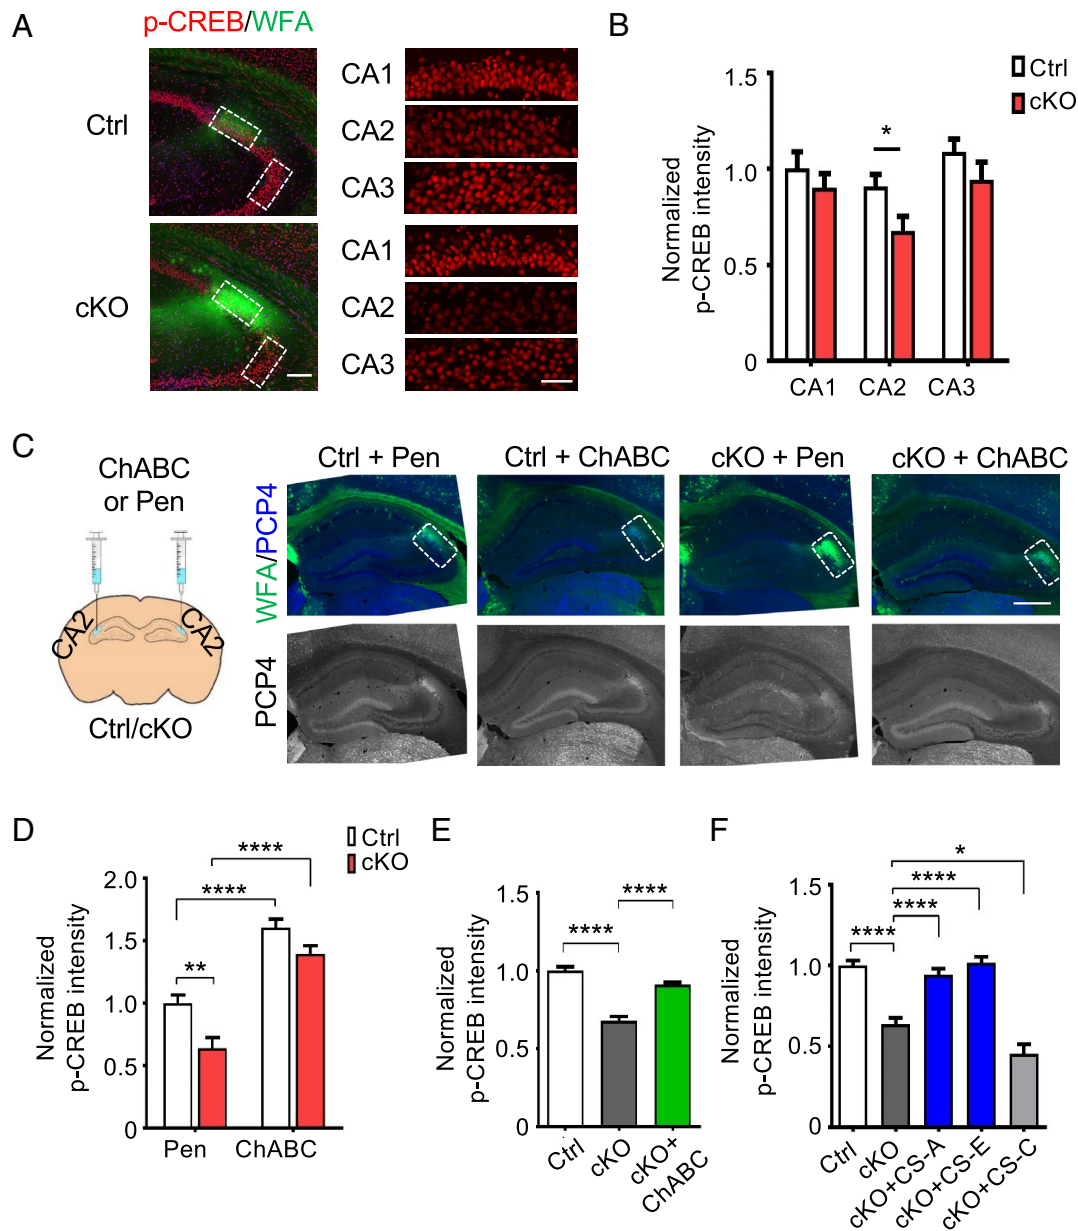 A
p-CREB/WFA
Ctrl
cKO
CA1
CA2
CA3
CA1
CA2
CA3
B
Normalized
p-CREB intensity
1.5
1.0
0.5
0
*
Ctrl
cKO
CA1 CA2 CA3
C
ChABC
or Pen
CA2
CA2
Ctrl/cKO
Ctrl + Pen
Ctrl + ChABC
cKO + Pen
cKO + ChABC
WFA/PCP4
PCP4
D
Normalized
p-CREB intensity
2.0
1.5
1.0
0.5
0
**
****
****
Ctrl
cKO
Pen ChABC
E
Normalized
p-CREB intensity
1.5
1.0
0.5
0
****
****
Ctrl
cKO
cKO+
ChABC
F
Normalized
p-CREB intensity
1.5
1.0
0.5
0
****
****
****
*
Ctrl
cKO
cKO+CS-A
cKO+CS-E
cKO+CS-C